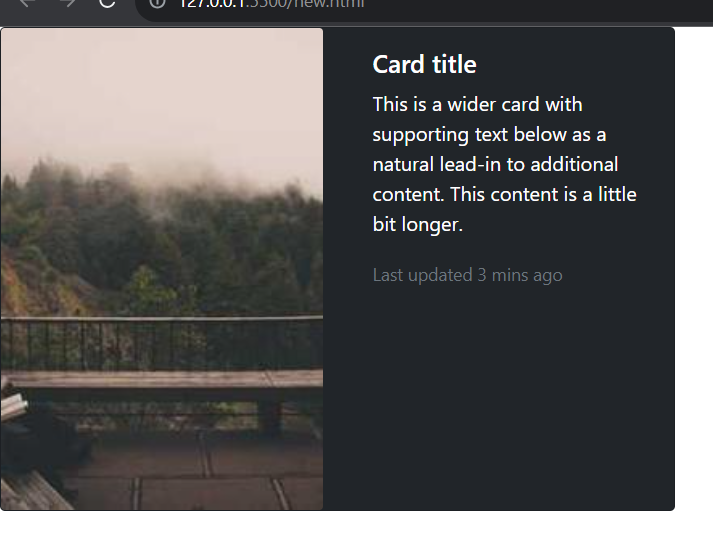 127.0.0.1:5500/new.html
Card title
This is a wider card with
supporting text below as a
natural lead-in to additional
content. This content is a little
bit longer.
Last updated 3 mins ago